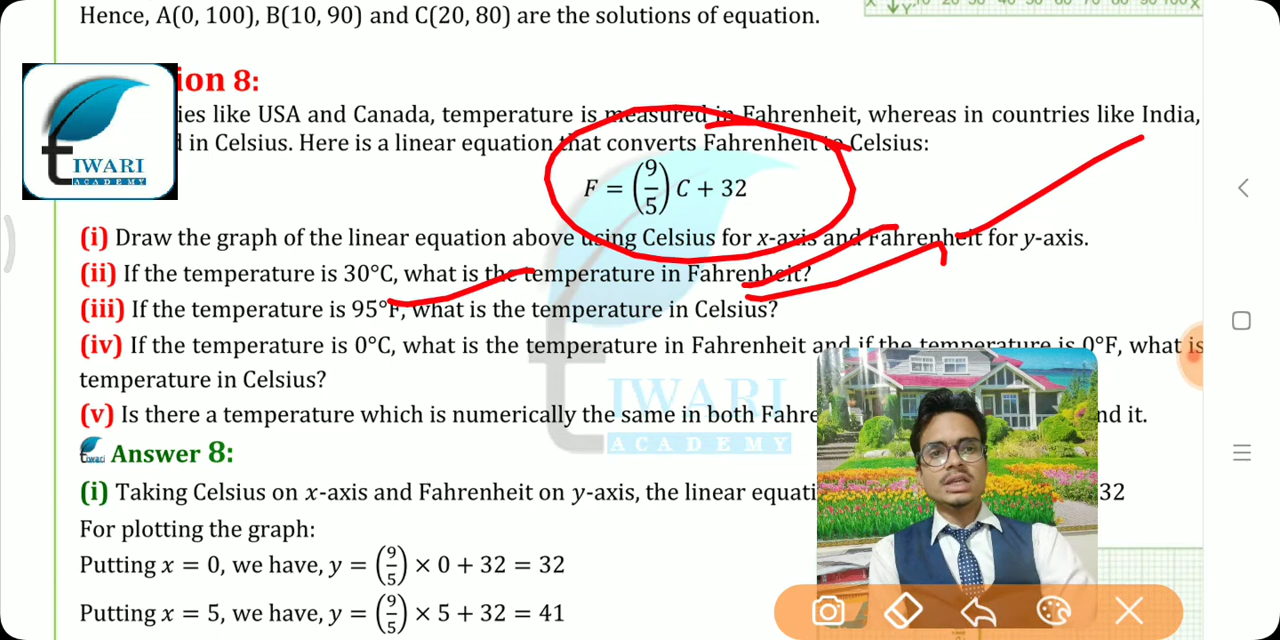 Hence, A(0, 100), B(10, 90) and C(20, 80) are the solutions of equation.
ion 8:
ies like USA and Canada, temperature is measured in Fahrenheit, whereas in countries like India,
in Celsius. Here is a linear equation that converts Fahrenheit to Celsius:
F = (9/5) C + 32
(i) Draw the graph of the linear equation above using Celsius for x-axis and Fahrenheit for y-axis.
(ii) If the temperature is 30°C, what is the temperature in Fahrenheit?
(iii) If the temperature is 95°F, what is the temperature in Celsius?
(iv) If the temperature is 0°C, what is the temperature in Fahrenheit and if the temperature is 0°F, what is
temperature in Celsius?
(v) Is there a temperature which is numerically the same in both Fahre nd it.
Answer 8:
(i) Taking Celsius on x-axis and Fahrenheit on y-axis, the linear equati 32
For plotting the graph:
Putting x = 0, we have, y = (9/5) × 0 + 32 = 32
Putting x = 5, we have, y = (9/5) × 5 + 32 = 41
tIWARI
ACADEMY
tIWARI
ACADEMY